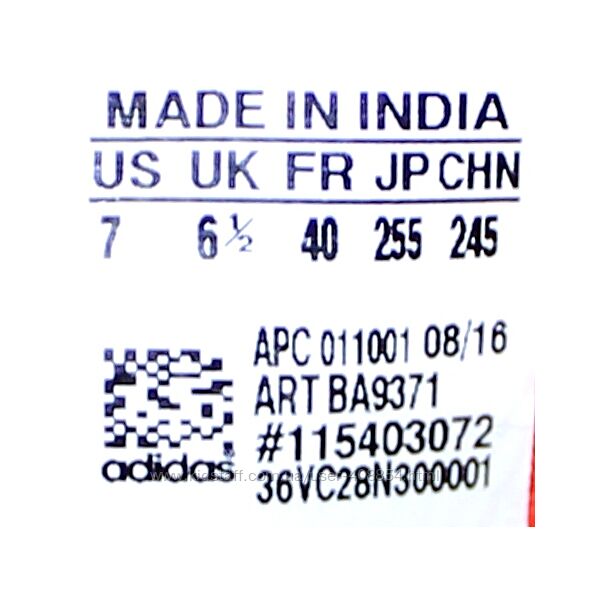 MADE IN INDIA
US UK FR JP CHN
7 6½ 40 255 245
APC 011001 08/16
ART BA9371
#115403072
adidas®
36VC28N300001